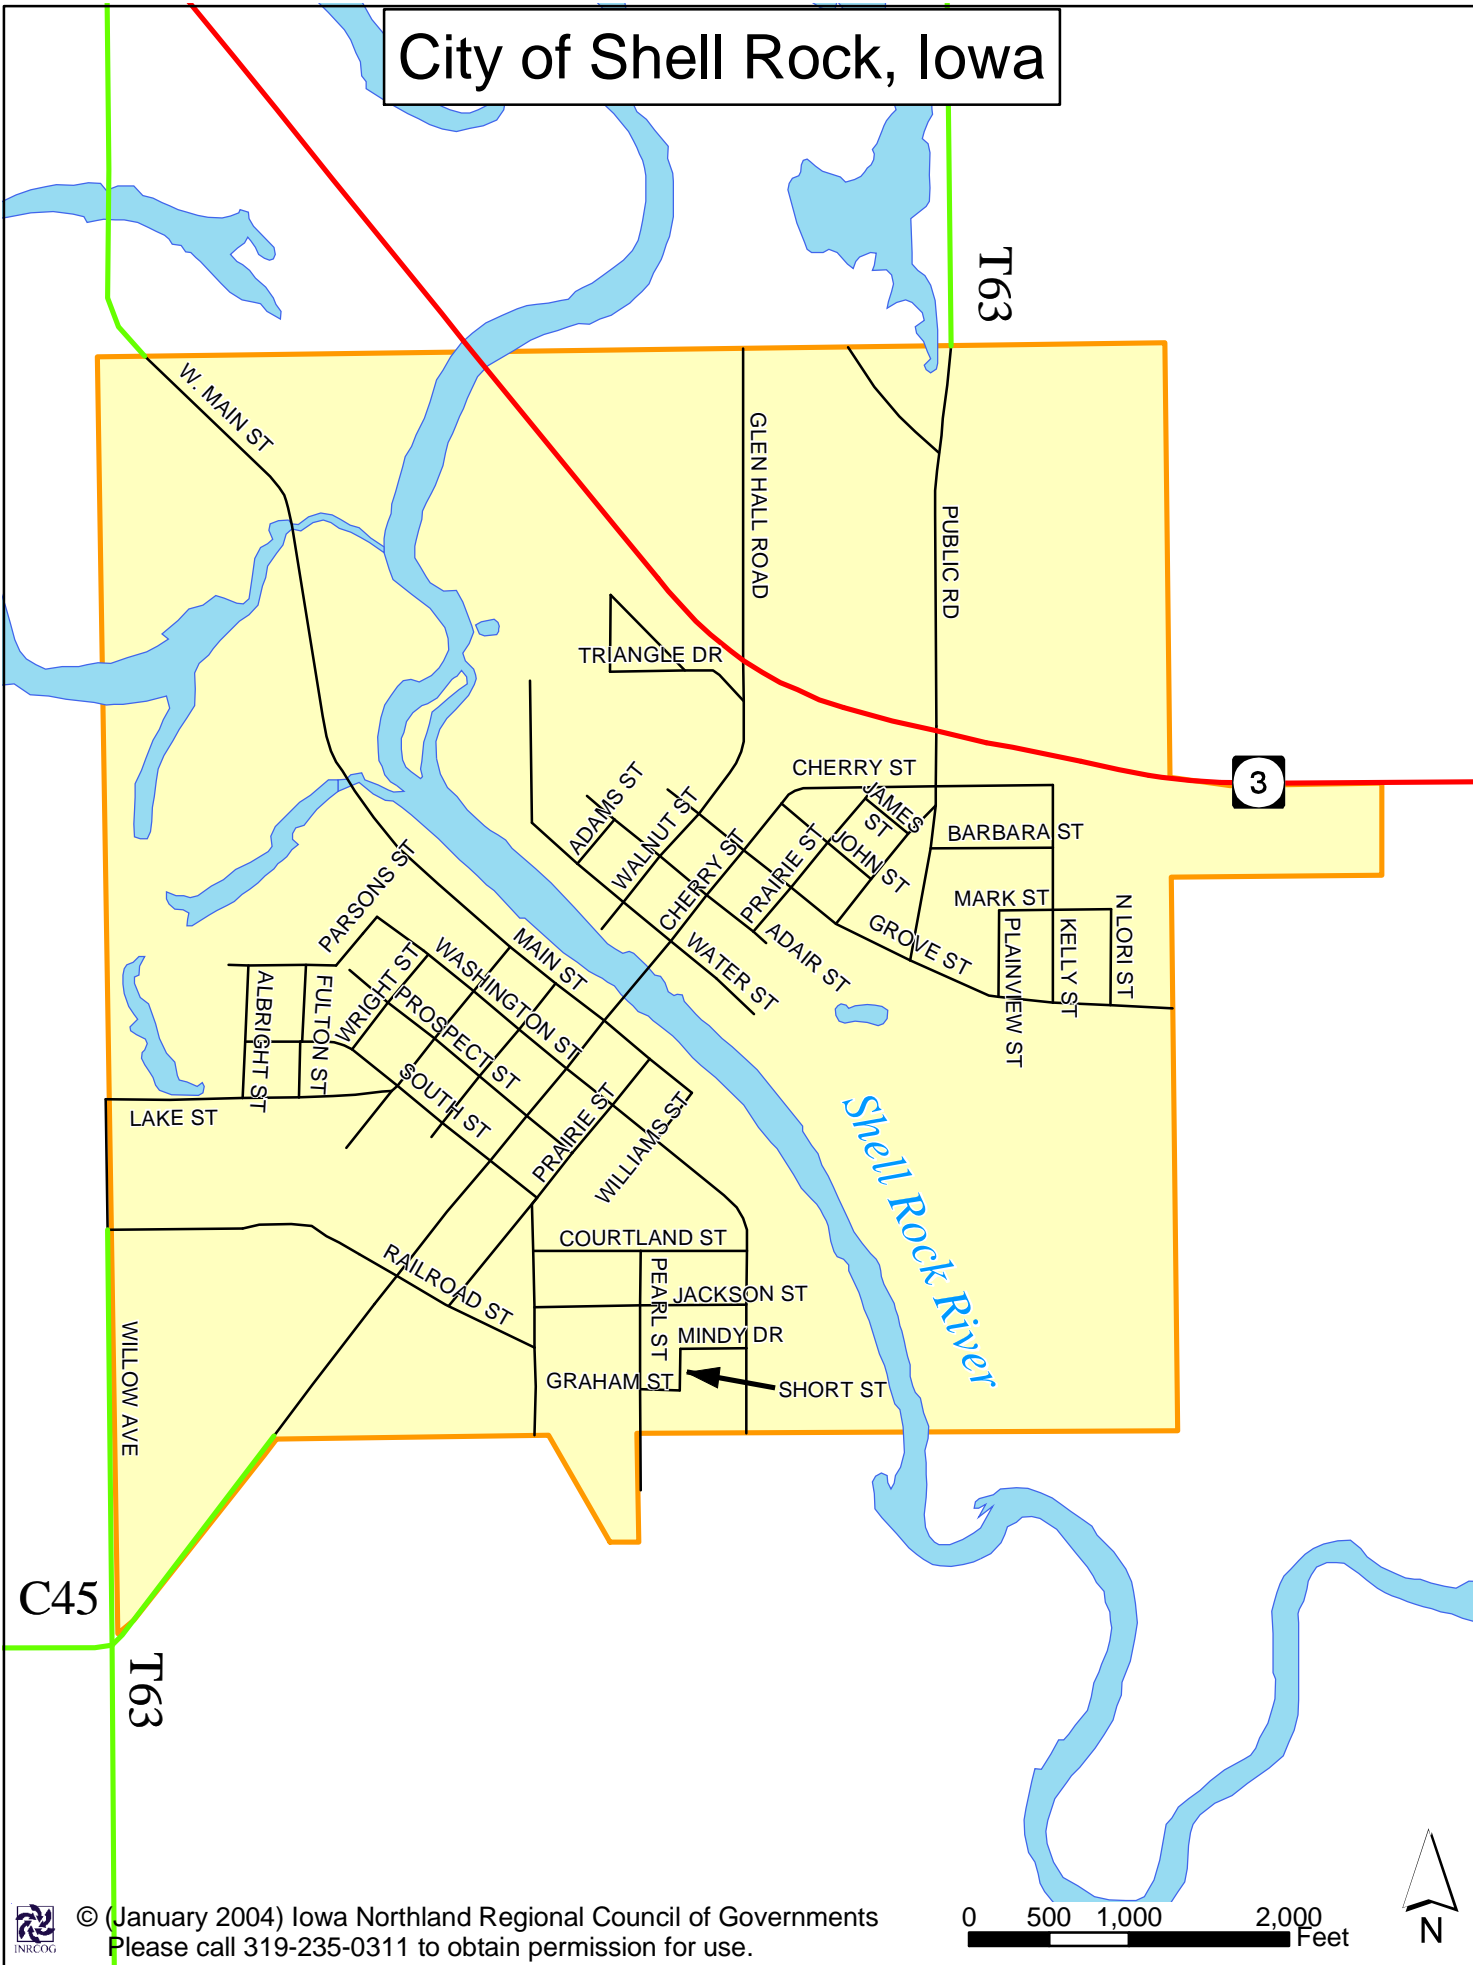 City of Shell Rock, Iowa
T63
W. MAIN ST
GLEN HALL ROAD
PUBLIC RD
TRIANGLE DR
CHERRY ST
3
ADAMS ST
WALNUT ST
JAMES
ST
BARBARA ST
JOHN ST
PRAIRIE ST
CHERRY ST
PARSONS ST
MARK ST
N LORI ST
MAIN ST
WATER ST
ADAIR ST
GROVE ST
PLAINVIEW ST
KELLY ST
WASHINGTON ST
WRIGHT ST
PROSPECT ST
SOUTH ST
ALBRIGHT ST
FULTON ST
LAKE ST
PRAIRIE ST
WILLIAMS ST
Shell Rock River
COURTLAND ST
RAILROAD ST
PEARL ST
JACKSON ST
MINDY DR
GRAHAM ST
SHORT ST
WILLOW AVE
C45
T63
INRCOG
© (January 2004) Iowa Northland Regional Council of Governments
Please call 319-235-0311 to obtain permission for use.
0 500 1,000 2,000
Feet
N